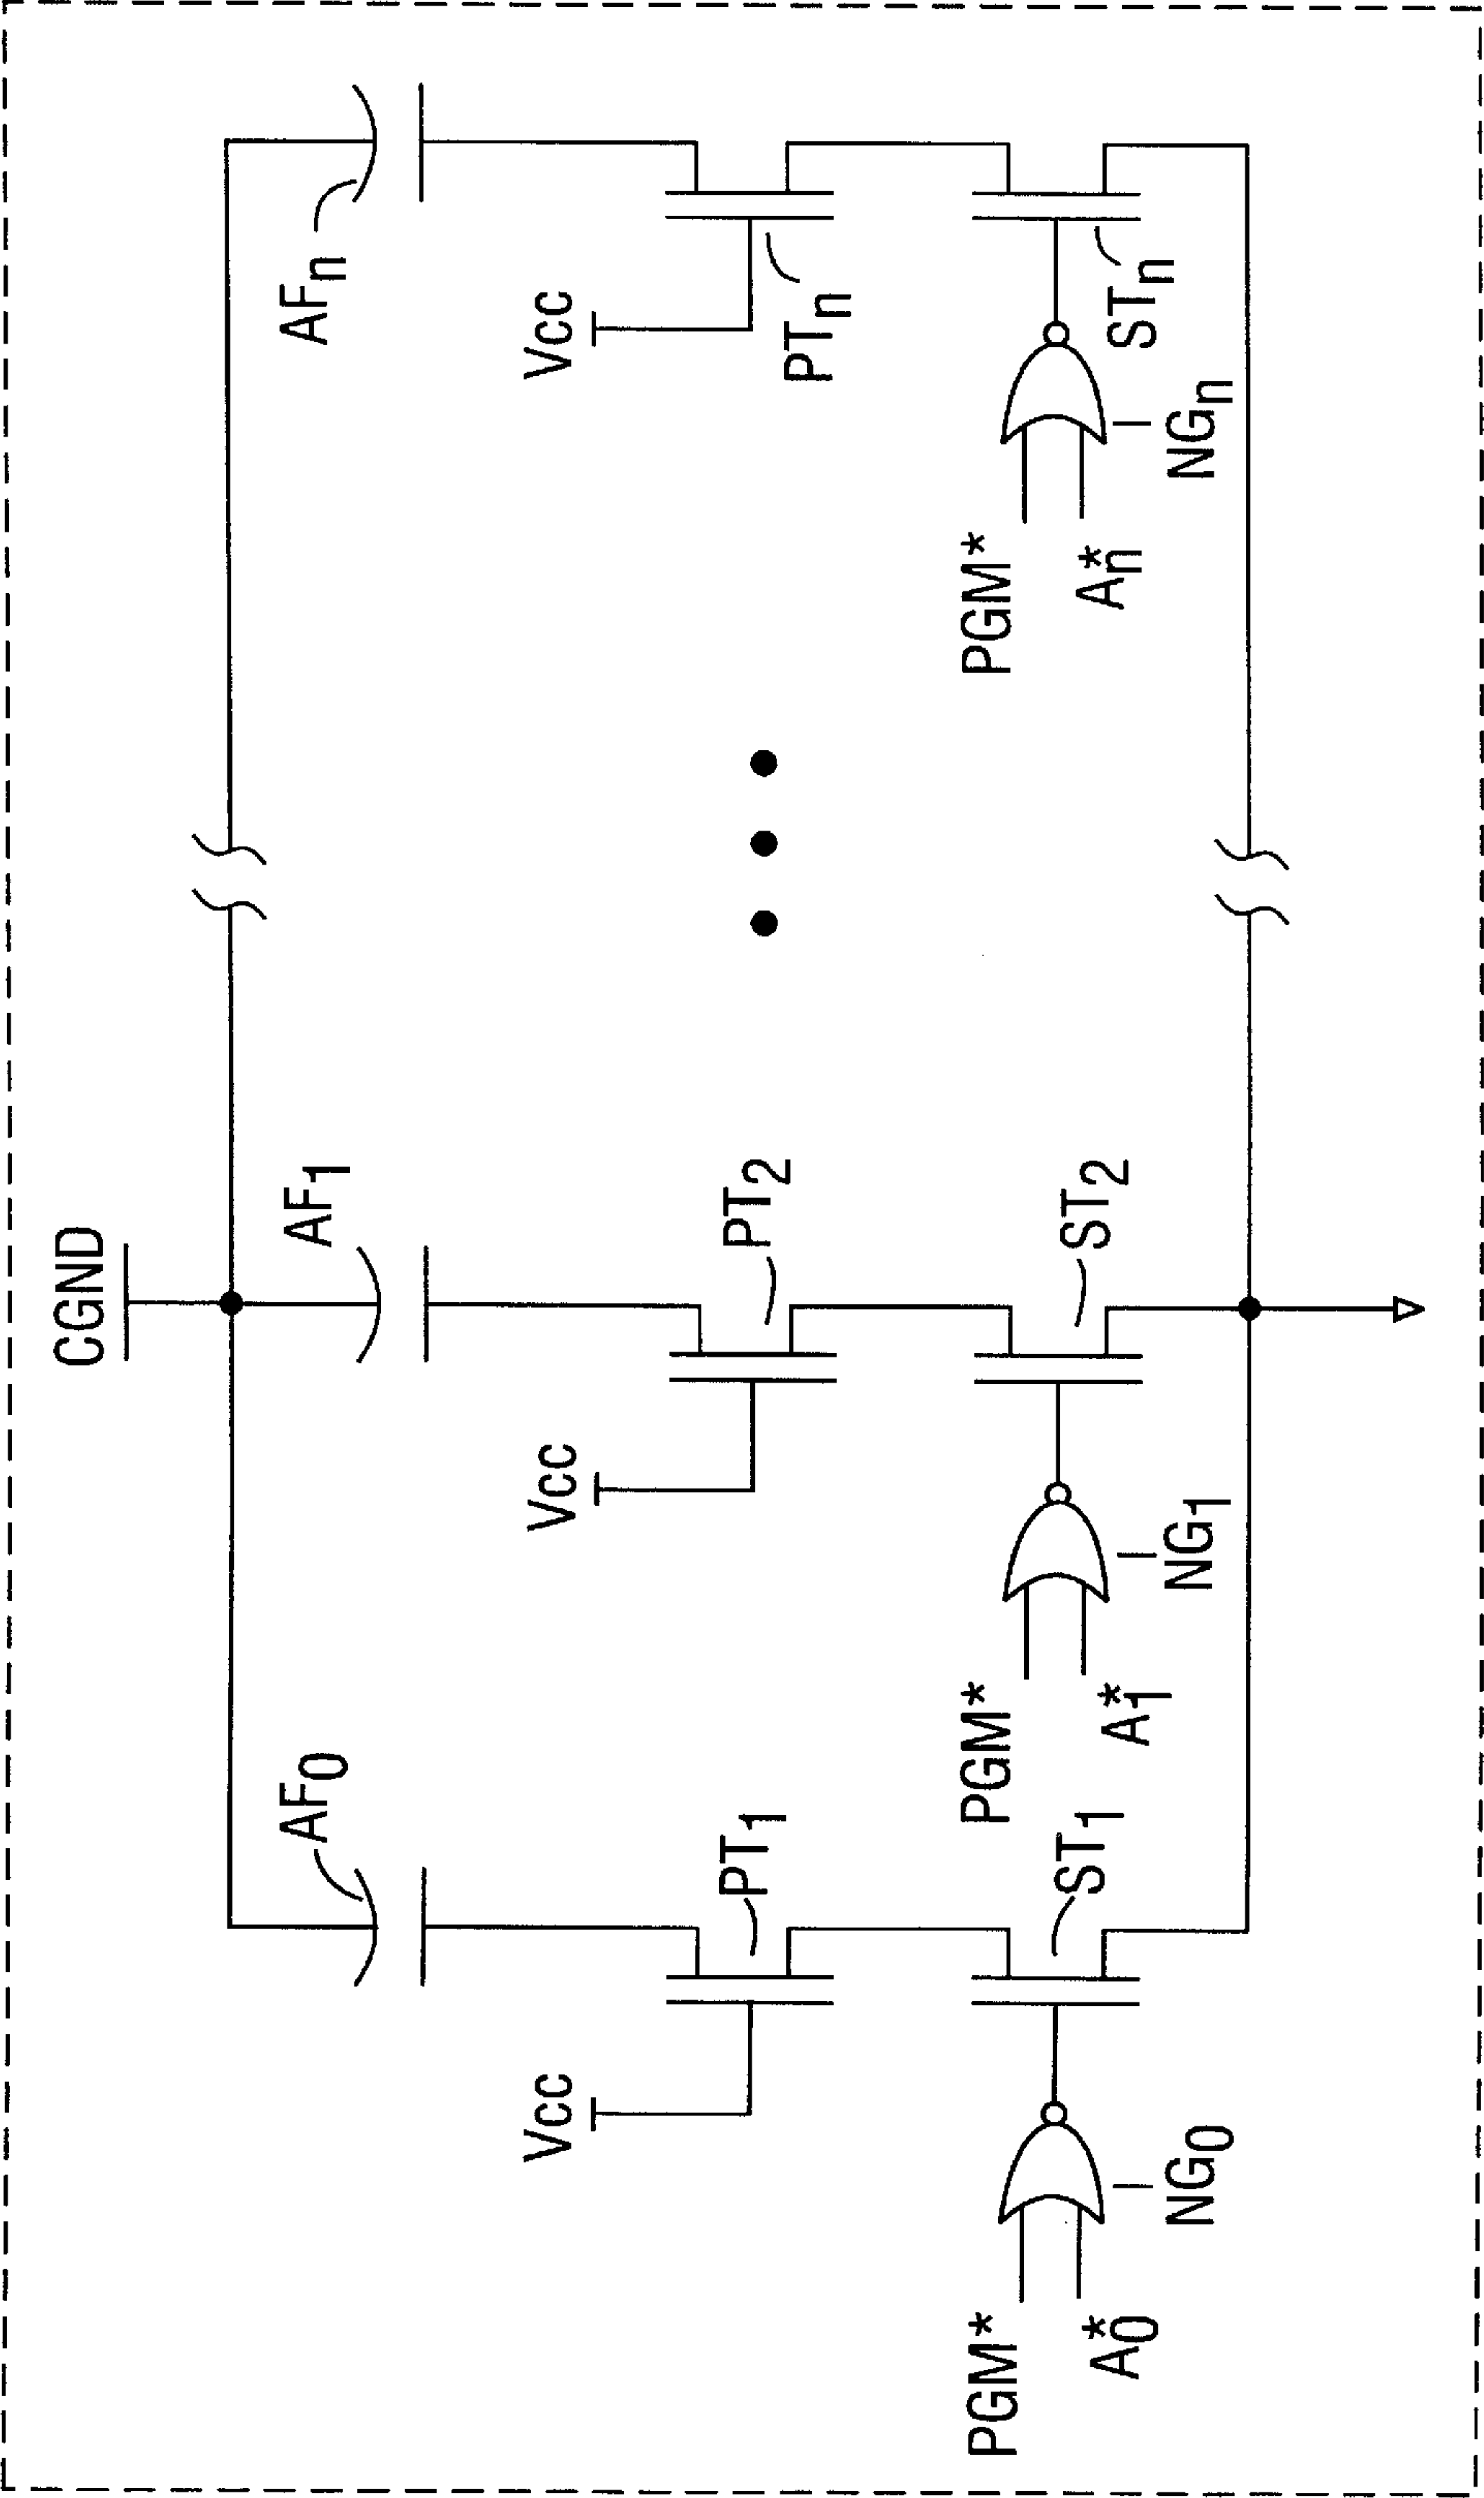 CGND
AF0
AF1
AFn
Vcc
Vcc
Vcc
PT1
PT2
PTn
PGM*
A0*
NG0
ST1
PGM*
A1*
NG1
ST2
PGM*
An*
NGn
STn